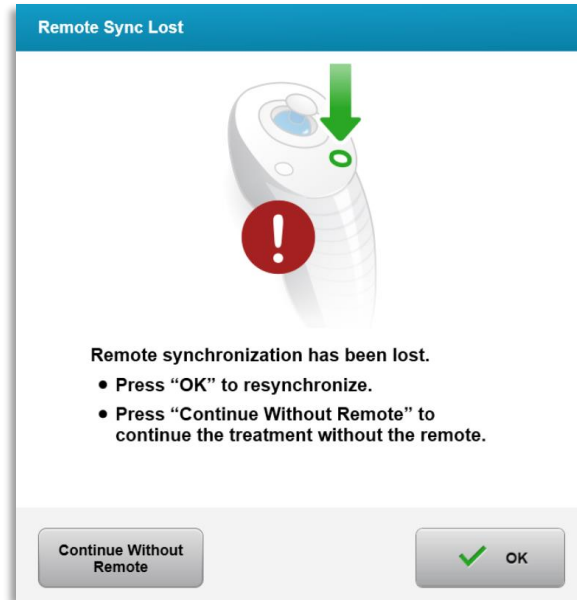 Remote Sync Lost
Remote synchronization has been lost.
● Press “OK” to resynchronize.
● Press “Continue Without Remote” to
continue the treatment without the remote.
Continue Without
Remote
OK